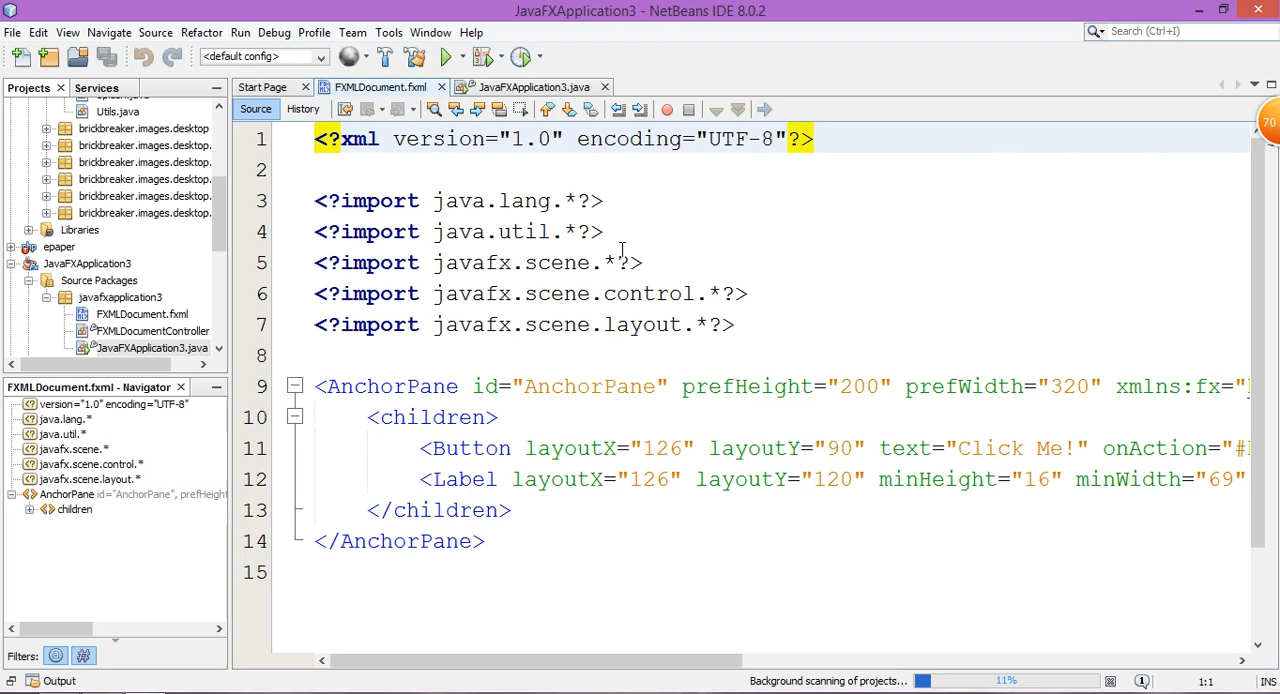 JavaFXApplication3 - NetBeans IDE 8.0.2
File Edit View Navigate Source Refactor Run Debug Profile Team Tools Window Help
Search (Ctrl+I)
<default config>
Projects Services
Start Page FXMLDocument.fxml JavaFXApplication3.java
Source History
Utils.java
brickbreaker.images.desktop
brickbreaker.images.desktop.
brickbreaker.images.desktop.
brickbreaker.images.desktop.
brickbreaker.images.desktop.
brickbreaker.images.desktop.
Libraries
epaper
JavaFXApplication3
Source Packages
javafxapplication3
FXMLDocument.fxml
FXMLDocumentController
JavaFXApplication3.java
FXMLDocument.fxml - Navigator
version="1.0" encoding="UTF-8"
java.lang.*
java.util.*
javafx.scene.*
javafx.scene.control.*
javafx.scene.layout.*
AnchorPane id="AnchorPane", prefHeight
children
Filters:
1 <?xml version="1.0" encoding="UTF-8"?>
2
3 <?import java.lang.*?>
4 <?import java.util.*?>
5 <?import javafx.scene.*?>
6 <?import javafx.scene.control.*?>
7 <?import javafx.scene.layout.*?>
8
9 <AnchorPane id="AnchorPane" prefHeight="200" prefWidth="320" xmlns:fx="
10 <children>
11 <Button layoutX="126" layoutY="90" text="Click Me!" onAction="#
12 <Label layoutX="126" layoutY="120" minHeight="16" minWidth="69"
13 </children>
14 </AnchorPane>
15
70
Output
Background scanning of projects... 11% 1 1:1 INS